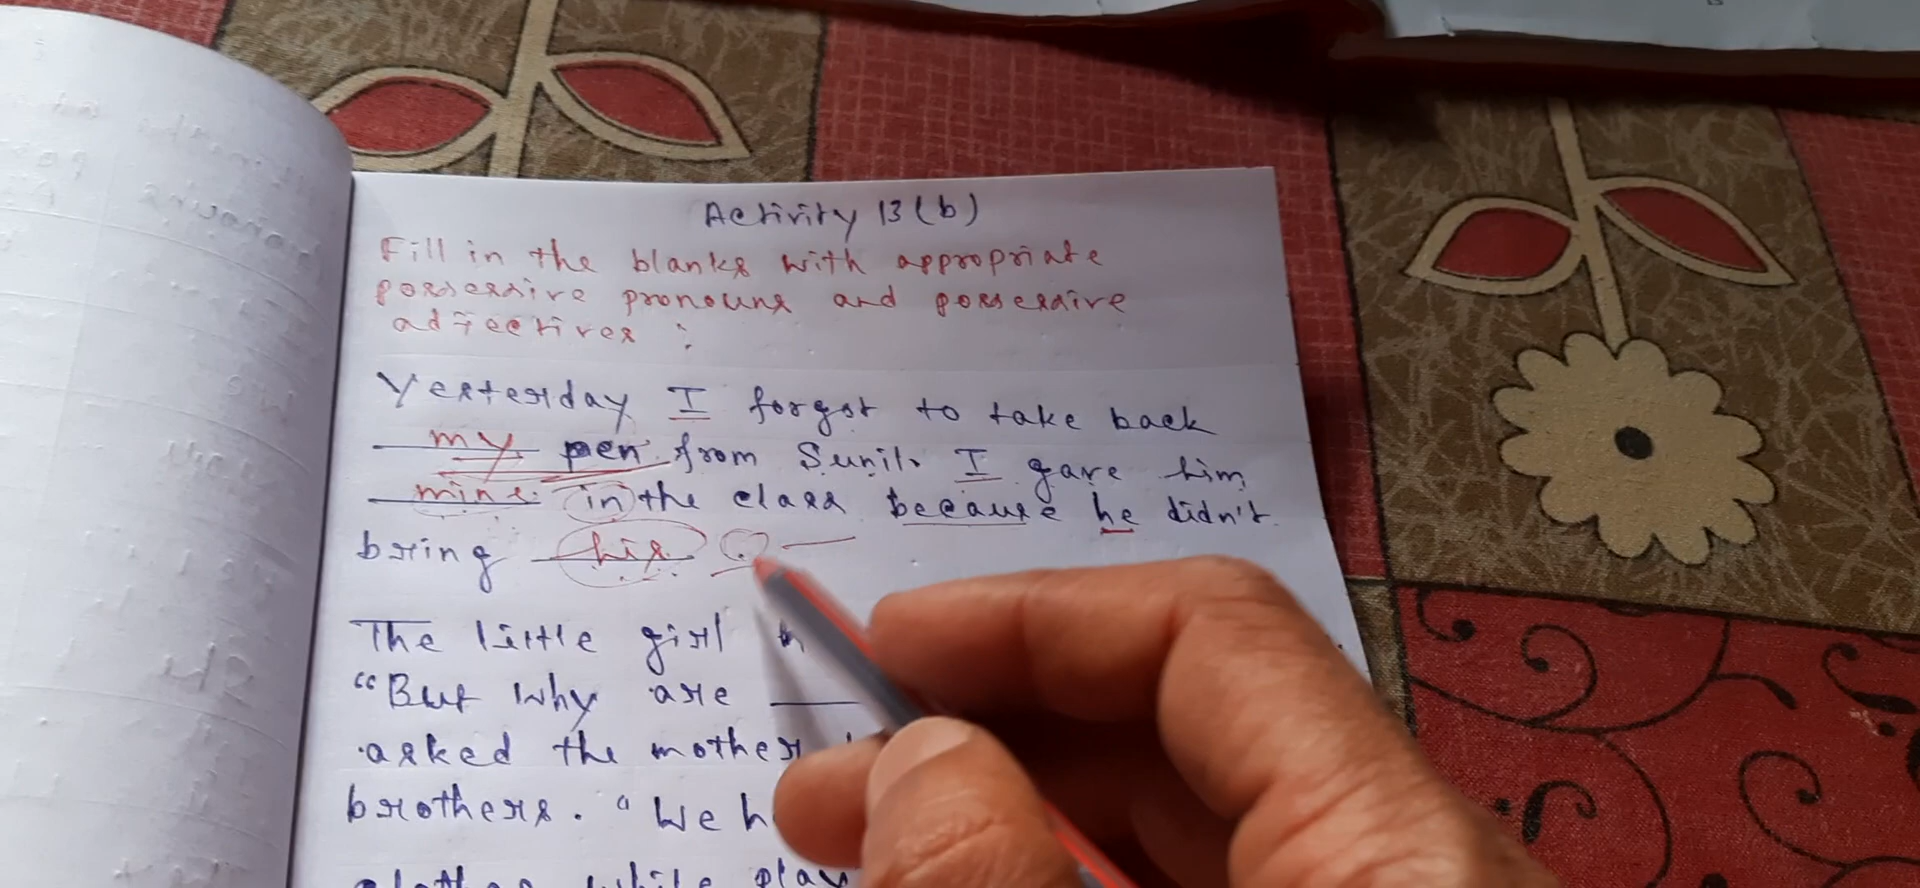 Activity 13(b)
Fill in the blanks with appropriate
possessive pronouns and possessive
adjectives :
Yesterday I forgot to take back
my pen from Sunil. I gave him
mine in the class because he didn't
bring his.
The little girl
"But why are
asked the mother
brothers. "We h
while play